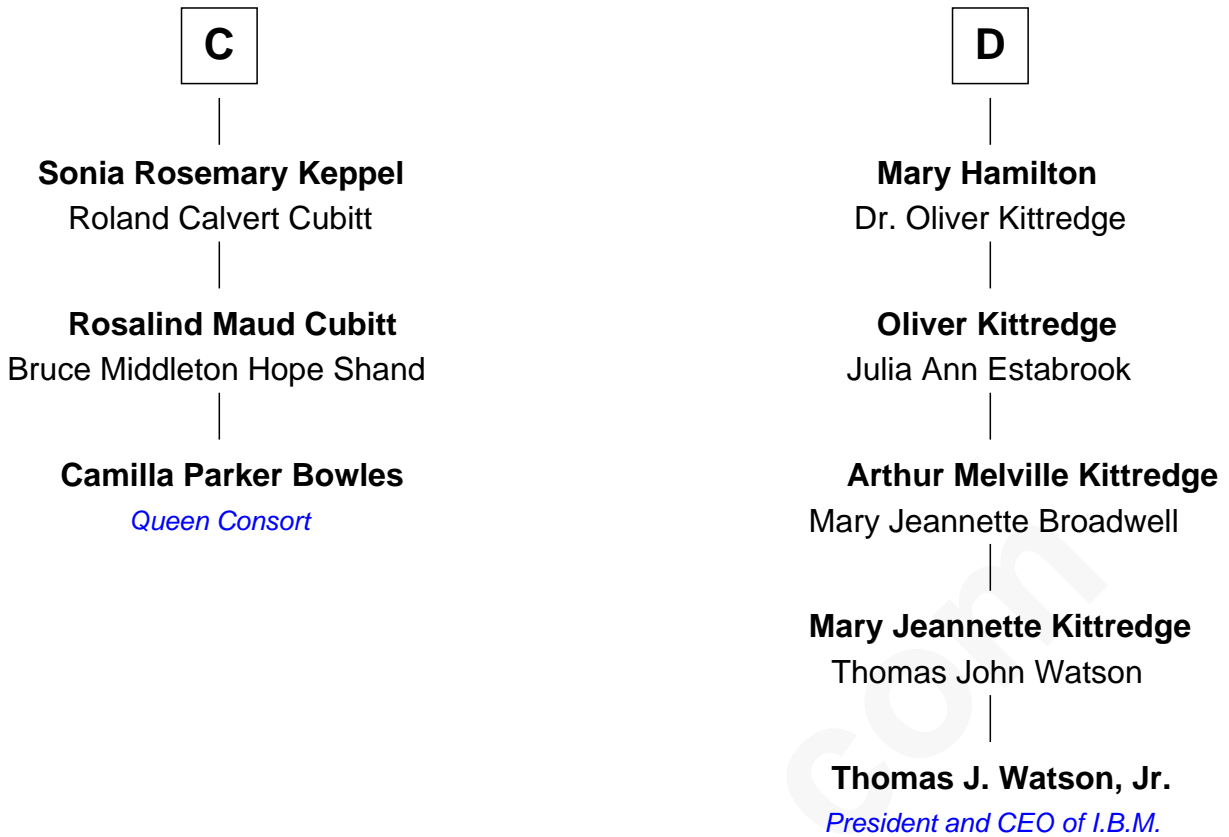 C
Sonia Rosemary Keppel
Roland Calvert Cubitt
Rosalind Maud Cubitt
Bruce Middleton Hope Shand
Camilla Parker Bowles
Queen Consort
D
Mary Hamilton
Dr. Oliver Kittredge
Oliver Kittredge
Julia Ann Estabrook
Arthur Melville Kittredge
Mary Jeannette Broadwell
Mary Jeannette Kittredge
Thomas John Watson
Thomas J. Watson, Jr.
President and CEO of I.B.M.
com